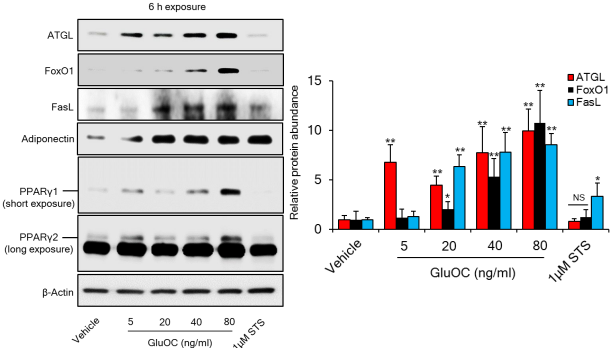 6 h exposure
ATGL
FoxO1
FasL
Adiponectin
PPARγ1
(short exposure)
PPARγ2
(long exposure)
β-Actin
Vehicle
5
20
40
80
1µM STS
GluOC (ng/ml)
Relative protein abundance
15
10
5
0
ATGL
FoxO1
FasL
**
**
*
**
**
**
**
**
**
**
NS
*
Vehicle
5
20
40
80
1µM STS
GluOC (ng/ml)